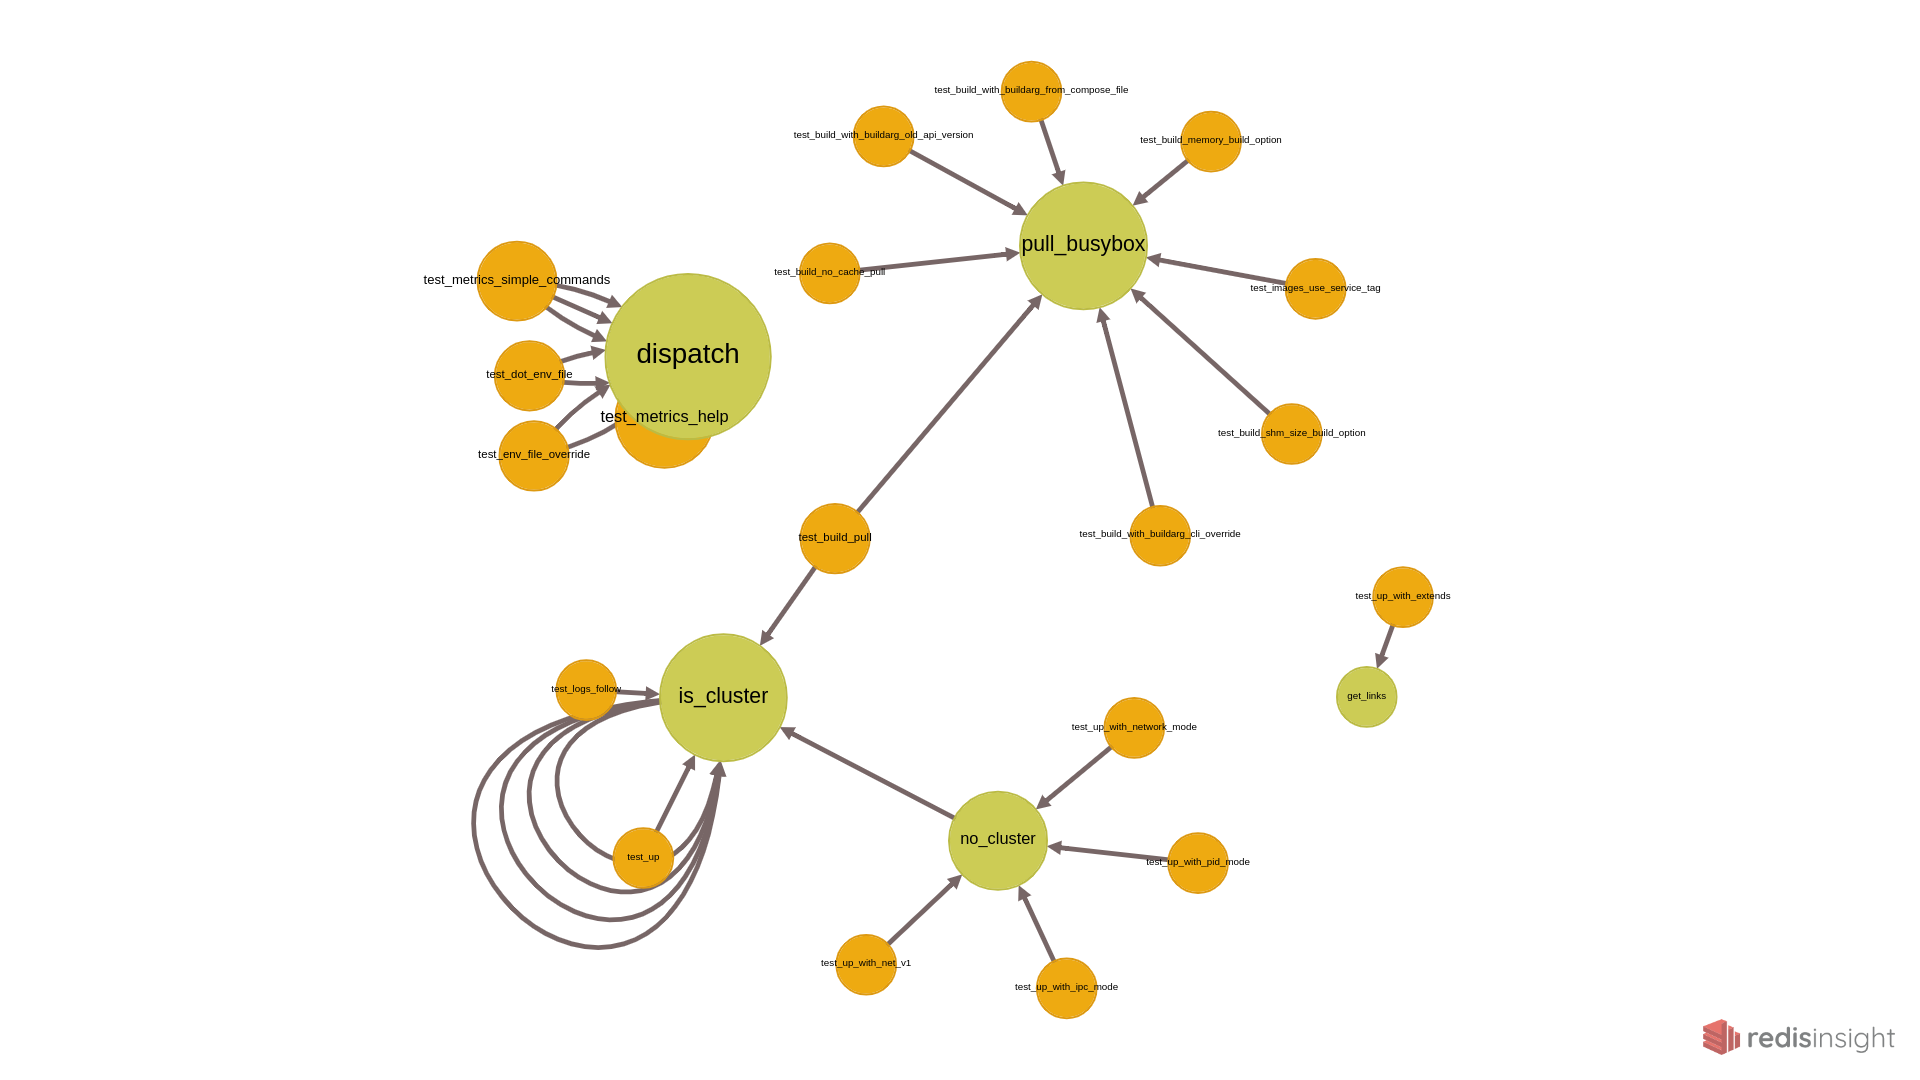 test_build_with_buildarg_from_compose_file
test_build_with_buildarg_old_api_version
test_build_memory_build_option
pull_busybox
test_build_no_cache_pull
test_metrics_simple_commands
test_images_use_service_tag
dispatch
test_dot_env_file
test_metrics_help
test_build_shm_size_build_option
test_env_file_override
test_build_pull
test_build_with_buildarg_cli_override
test_up_with_extends
test_logs_follow
is_cluster
get_links
test_up_with_network_mode
no_cluster
test_up
test_up_with_pid_mode
test_up_with_net_v1
test_up_with_ipc_mode
redisinsight